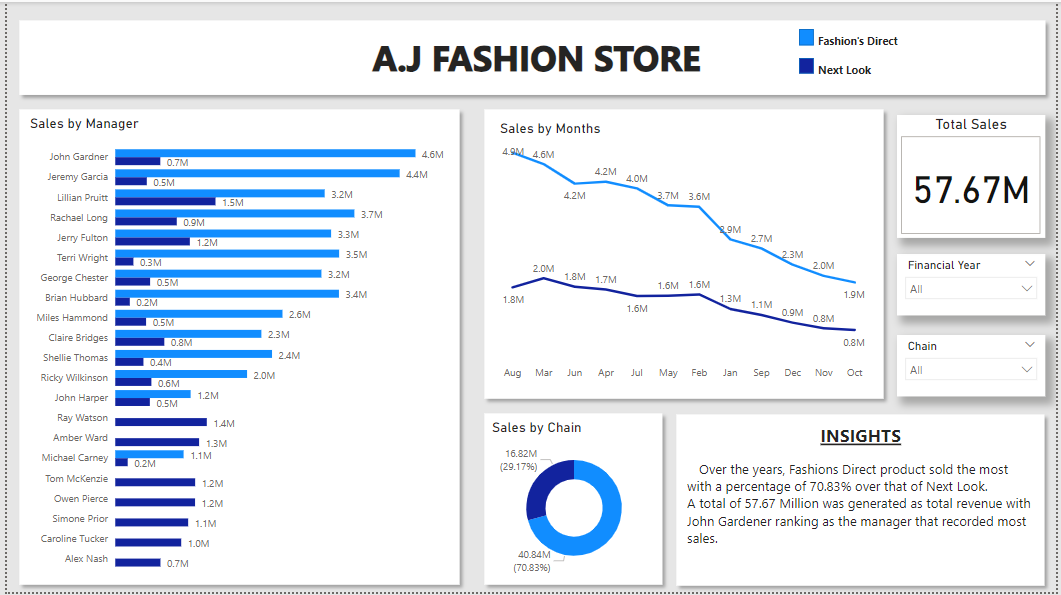 A.J FASHION STORE
Fashion's Direct
Next Look
Sales by Manager
John Gardner 4.6M
0.7M
Jeremy Garcia 4.4M
0.5M
Lillian Pruitt 3.2M
1.5M
Rachael Long 3.7M
0.9M
Jerry Fulton 3.3M
1.2M
Terri Wright 3.5M
0.3M
George Chester 3.2M
0.5M
Brian Hubbard 3.4M
0.2M
Miles Hammond 2.6M
0.5M
Claire Bridges 2.3M
0.8M
Shellie Thomas 2.4M
0.4M
Ricky Wilkinson 2.0M
0.6M
John Harper 1.2M
0.5M
Ray Watson 1.4M
Amber Ward 1.3M
Michael Carney 1.1M
0.2M
Tom McKenzie 1.2M
Owen Pierce 1.2M
Simone Prior 1.1M
Caroline Tucker 1.0M
Alex Nash 0.7M
Sales by Months
4.9M 4.6M 4.2M 4.2M 4.0M 3.7M 3.6M 2.9M 2.7M 2.3M 2.0M 1.9M
1.8M 2.0M 1.8M 1.7M 1.6M 1.6M 1.6M 1.3M 1.1M 0.9M 0.8M 0.8M
Aug Mar Jun Apr Jul May Feb Jan Sep Dec Nov Oct
Total Sales
57.67M
Financial Year
All
Chain
All
Sales by Chain
16.82M
(29.17%)
40.84M
(70.83%)
INSIGHTS
Over the years, Fashions Direct product sold the most
with a percentage of 70.83% over that of Next Look.
A total of 57.67 Million was generated as total revenue with
John Gardener ranking as the manager that recorded most
sales.